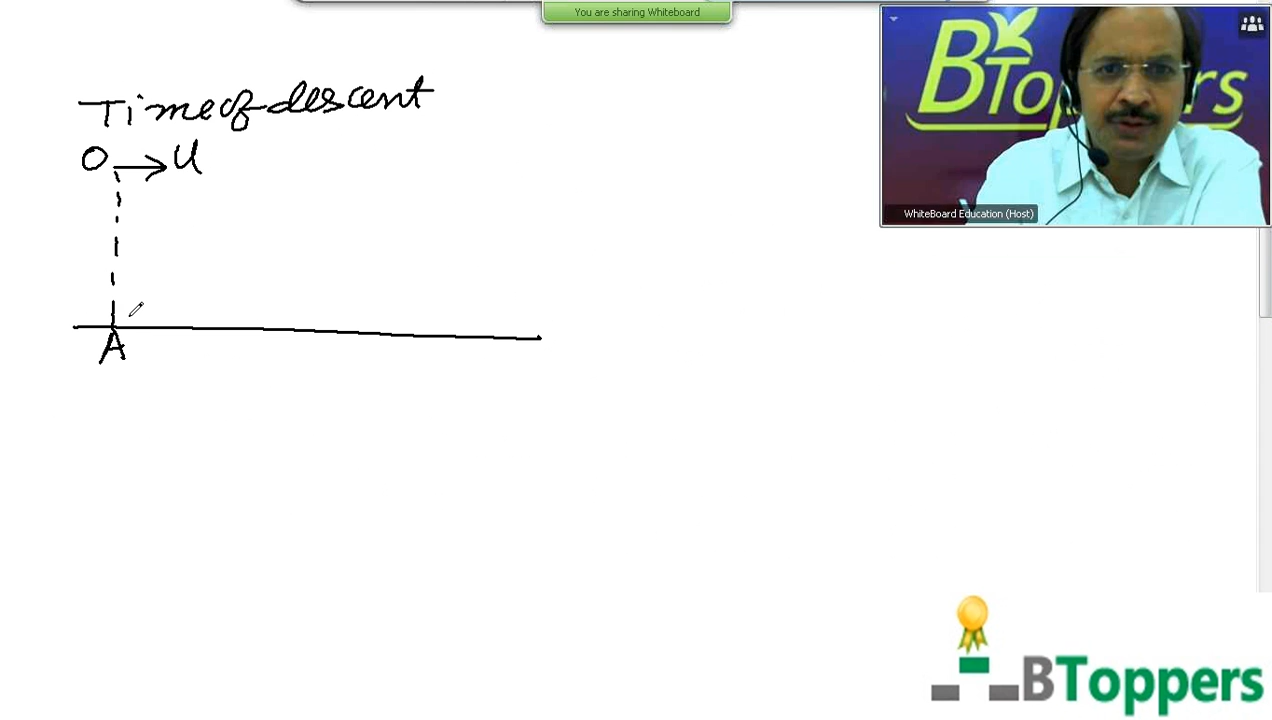 You are sharing Whiteboard
BToppers
WhiteBoard Education (Host)
Time of descent
O → u
A
BToppers